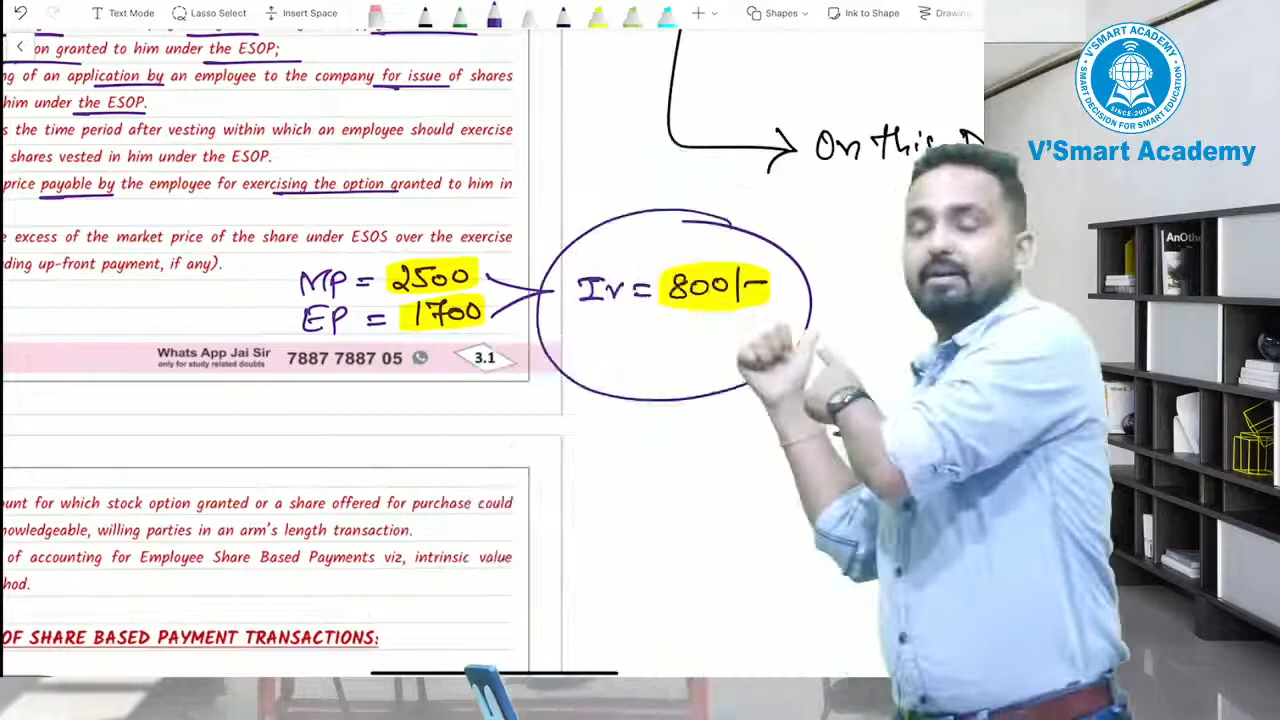 Text Mode Lasso Select Insert Space Shapes Ink to Shape Drawing
on granted to him under the ESOP;
ng of an application by an employee to the company for issue of shares
him under the ESOP.
s the time period after vesting within which an employee should exercise
shares vested in him under the ESOP.
price payable by the employee for exercising the option granted to him in
e excess of the market price of the share under ESOS over the exercise
ding up-front payment, if any).
MP = 2500
EP = 1700
IV = 800/-
On this
Whats App Jai Sir
only for study related doubts
7887 7887 05
3.1
unt for which stock option granted or a share offered for purchase could
nowledgeable, willing parties in an arm's length transaction.
of accounting for Employee Share Based Payments viz, intrinsic value
hod.
OF SHARE BASED PAYMENT TRANSACTIONS:
V'SMART ACADEMY
SMART DECISION FOR SMART EDUCATION
SINCE-2005
V'Smart Academy
AnOthe